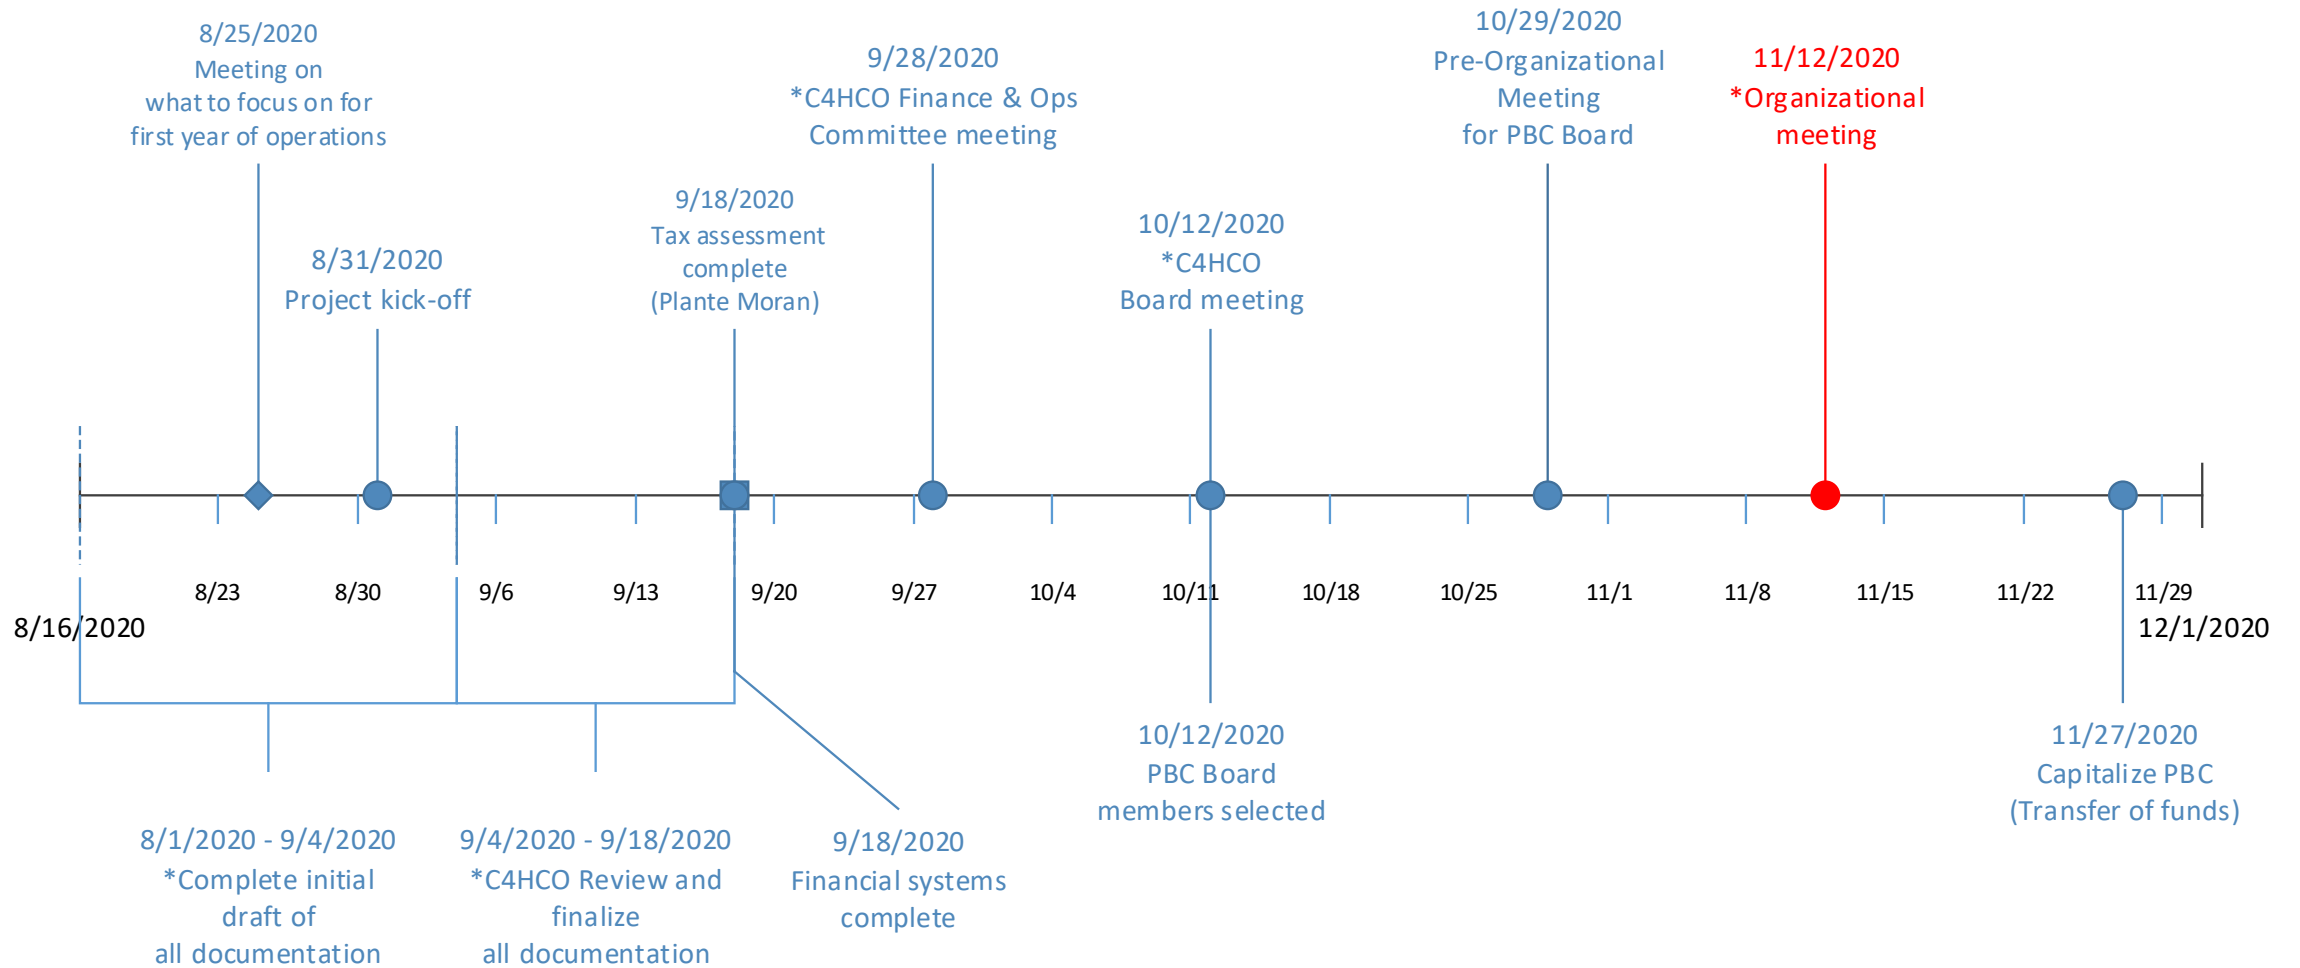 8/25/2020
Meeting on
what to focus on for
first year of operations
8/31/2020
Project kick-off
9/18/2020
Tax assessment
complete
(Plante Moran)
9/28/2020
*C4HCO Finance & Ops
Committee meeting
10/12/2020
*C4HCO
Board meeting
10/29/2020
Pre-Organizational
Meeting
for PBC Board
11/12/2020
*Organizational
meeting
8/23
8/30
9/6
9/13
9/20
9/27
10/4
10/11
10/18
10/25
11/1
11/8
11/15
11/22
11/29
8/16/2020
12/1/2020
8/1/2020 - 9/4/2020
*Complete initial
draft of
all documentation
9/4/2020 - 9/18/2020
*C4HCO Review and
finalize
all documentation
9/18/2020
Financial systems
complete
10/12/2020
PBC Board
members selected
11/27/2020
Capitalize PBC
(Transfer of funds)